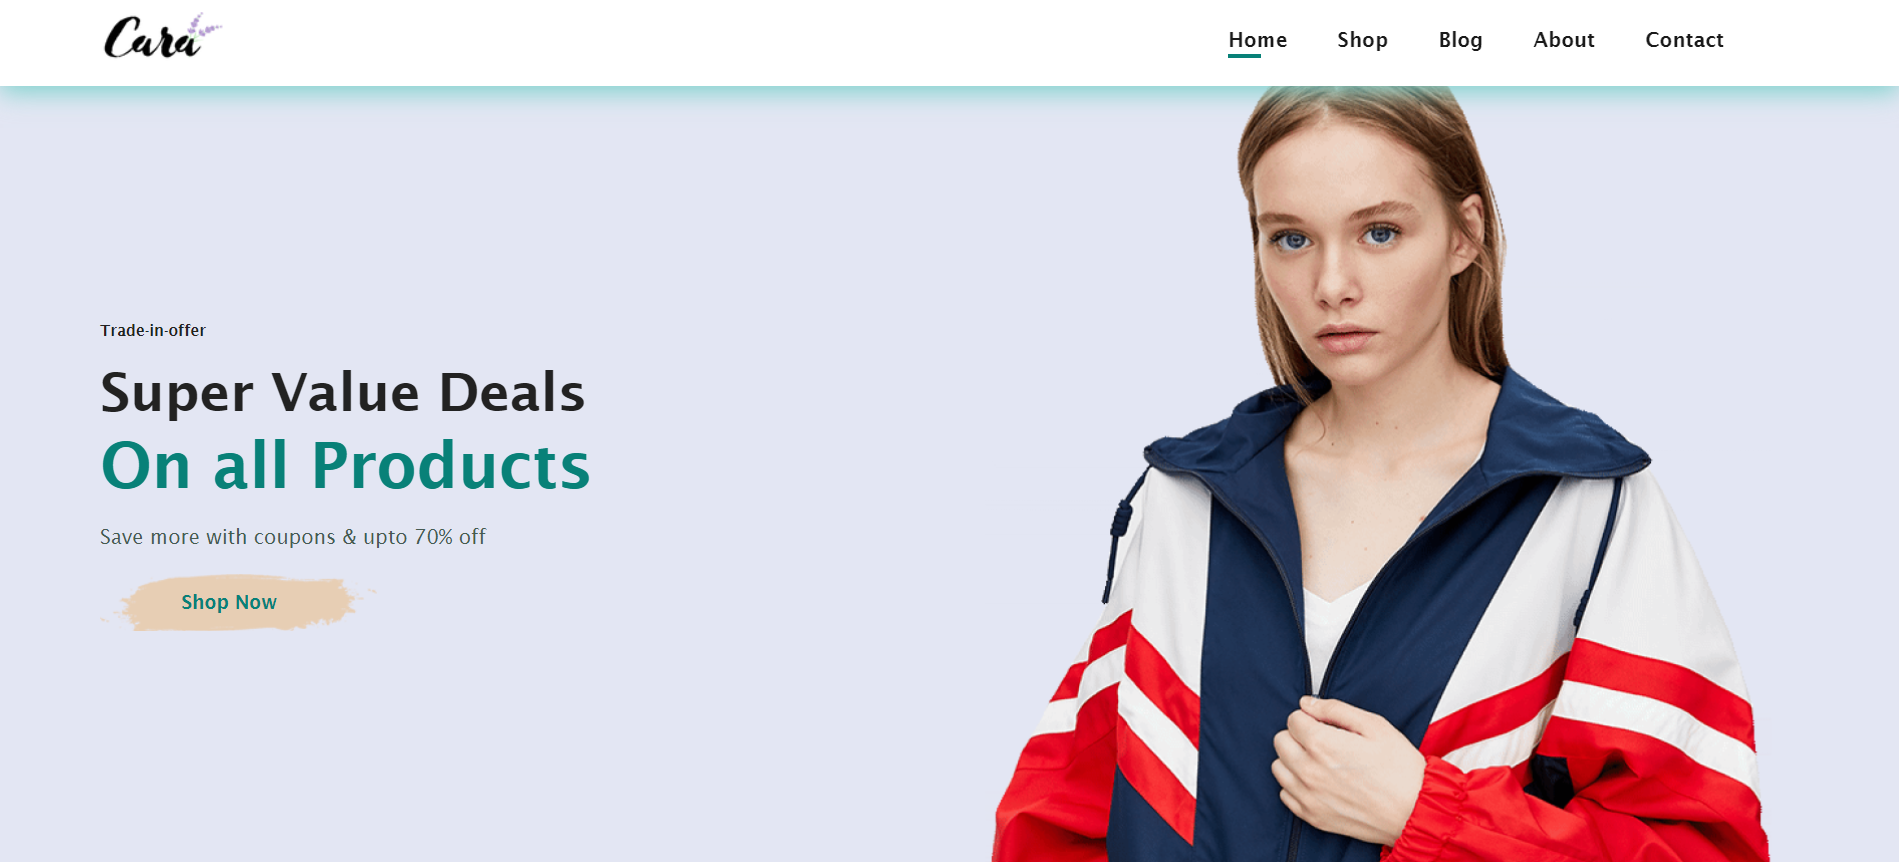 Cara
Home Shop Blog About Contact
Trade-in-offer
Super Value Deals
On all Products
Save more with coupons & upto 70% off
Shop Now